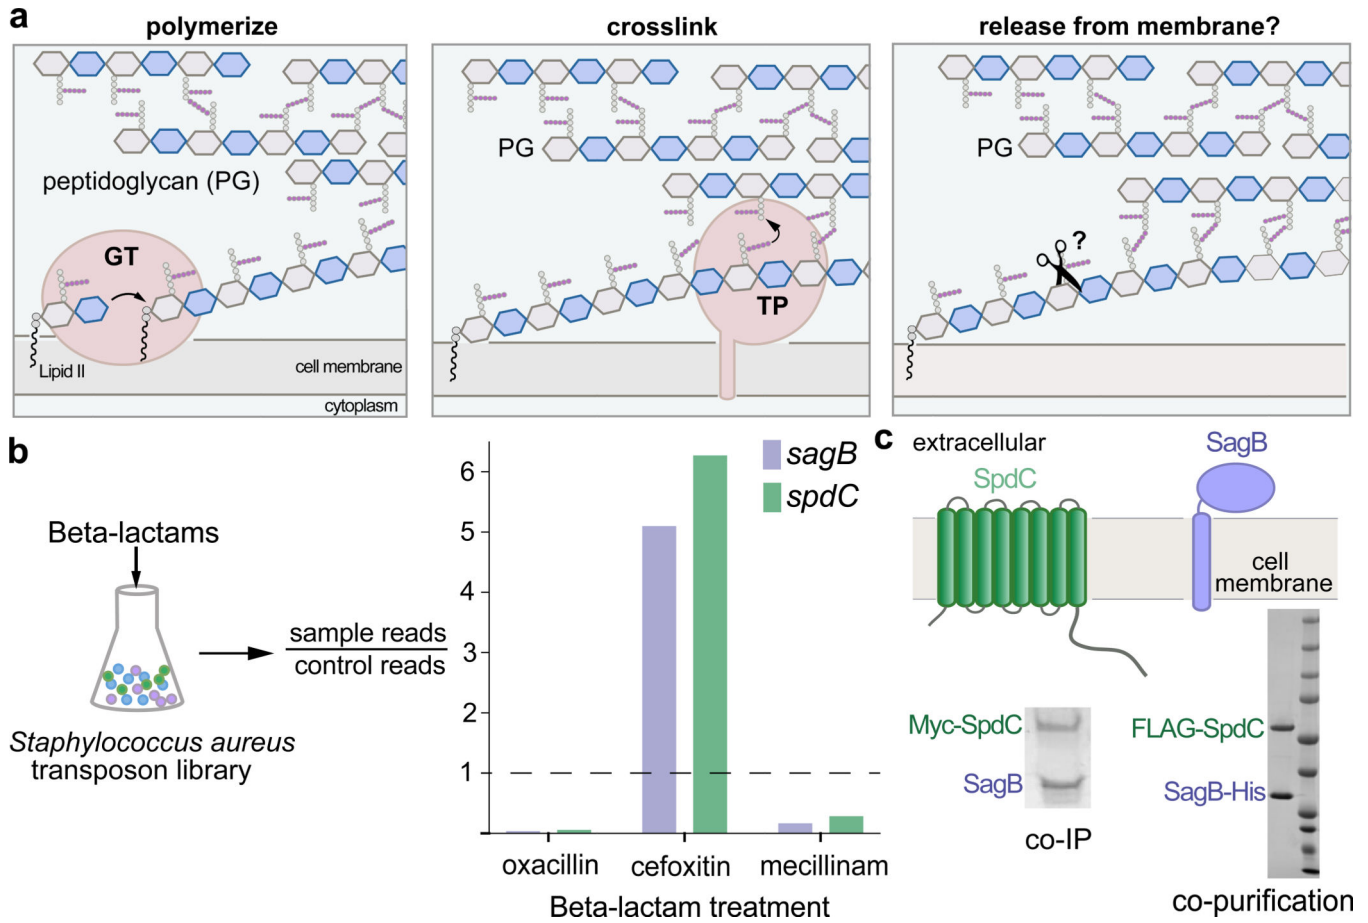 a
polymerize
crosslink
release from membrane?
peptidoglycan (PG)
GT
Lipid II
cell membrane
cytoplasm
PG
TP
PG
?
b
Beta-lactams
Staphylococcus aureus
transposon library
sample reads
control reads
6
5
4
3
2
1
sagB
spdC
oxacillin
cefoxitin
mecillinam
Beta-lactam treatment
c
extracellular
SpdC
SagB
cell
membrane
Myc-SpdC
SagB
co-IP
FLAG-SpdC
SagB-His
co-purification